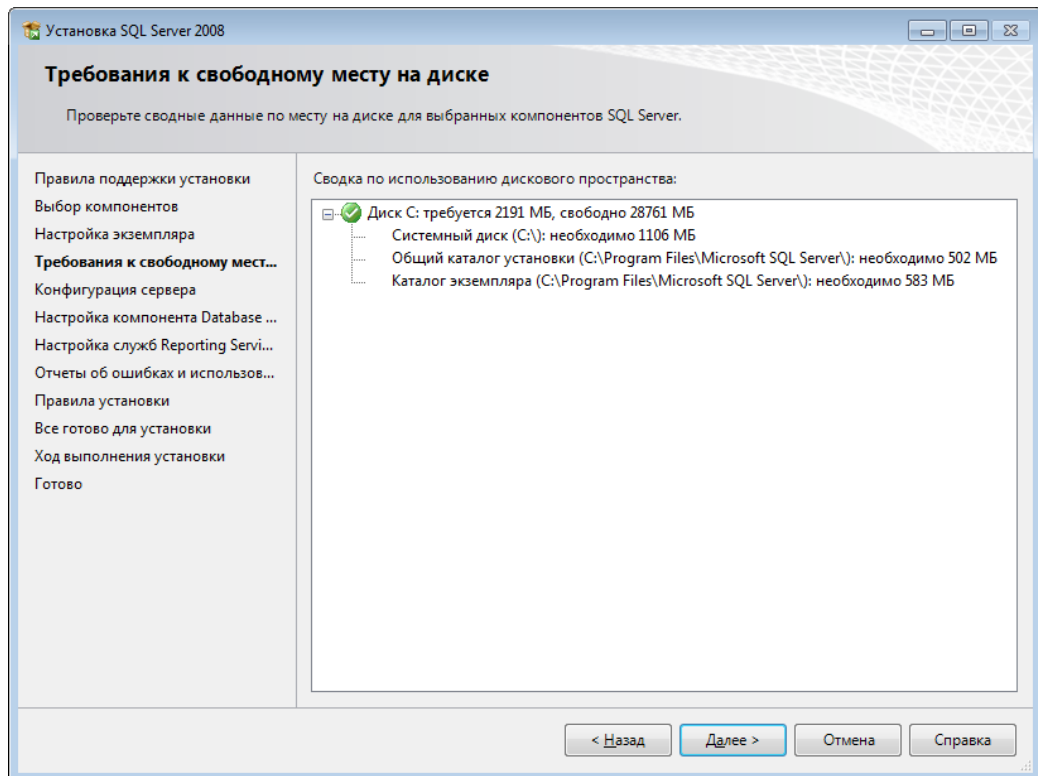 Установка SQL Server 2008
Требования к свободному месту на диске
Проверьте сводные данные по месту на диске для выбранных компонентов SQL Server.
Правила поддержки установки
Выбор компонентов
Настройка экземпляра
Требования к свободному мест...
Конфигурация сервера
Настройка компонента Database ...
Настройка служб Reporting Servi...
Отчеты об ошибках и использов...
Правила установки
Все готово для установки
Ход выполнения установки
Готово
Сводка по использованию дискового пространства:
Диск C: требуется 2191 МБ, свободно 28761 МБ
Системный диск (C:\): необходимо 1106 МБ
Общий каталог установки (C:\Program Files\Microsoft SQL Server\): необходимо 502 МБ
Каталог экземпляра (C:\Program Files\Microsoft SQL Server\): необходимо 583 МБ
< Назад
Далее >
Отмена
Справка